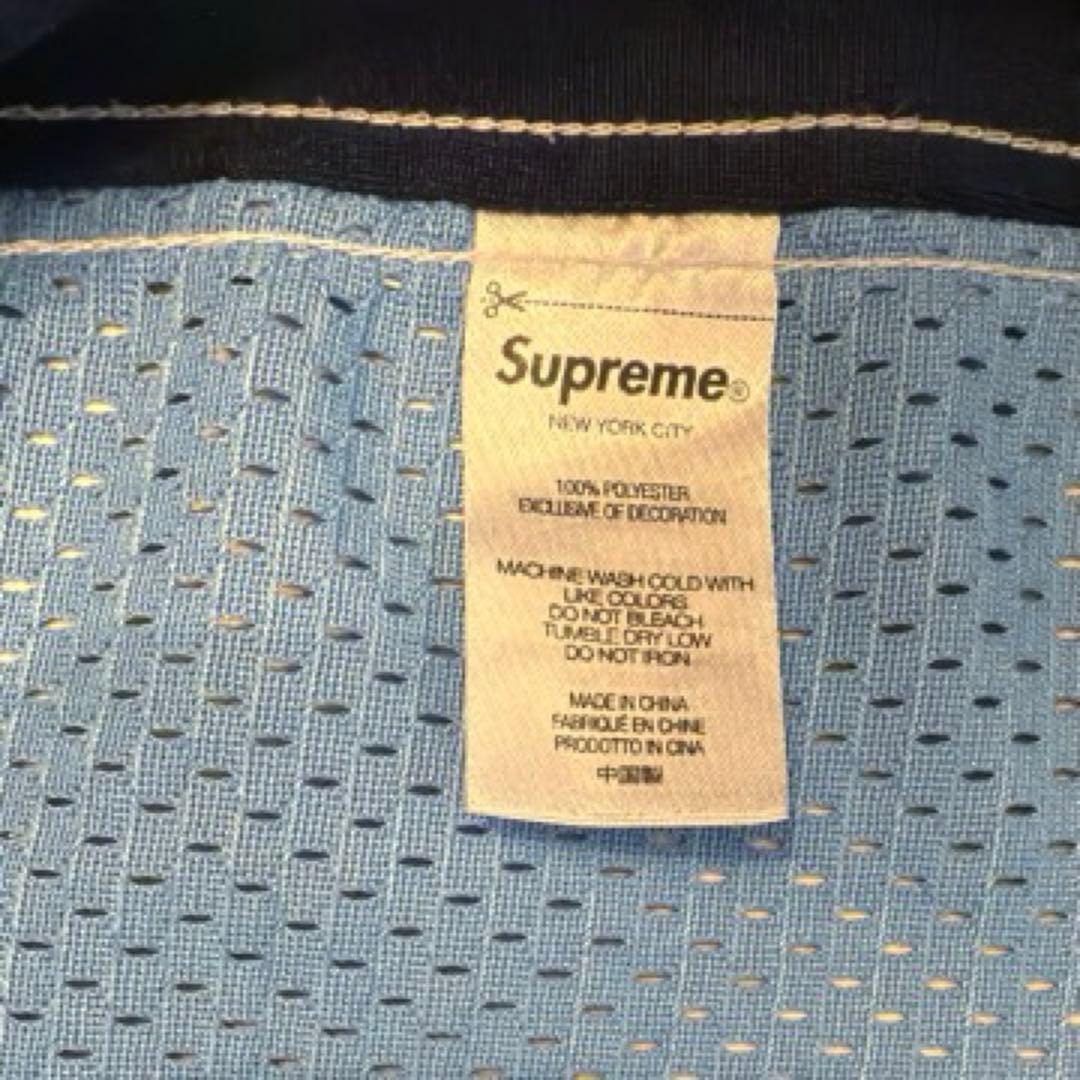 Supreme®
NEW YORK CITY
100% POLYESTER
EXCLUSIVE OF DECORATION
MACHINE WASH COLD WITH
LIKE COLORS
DO NOT BLEACH
TUMBLE DRY LOW
DO NOT IRON
MADE IN CHINA
FABRIQUÉ EN CHINE
PRODOTTO IN CINA
中国製